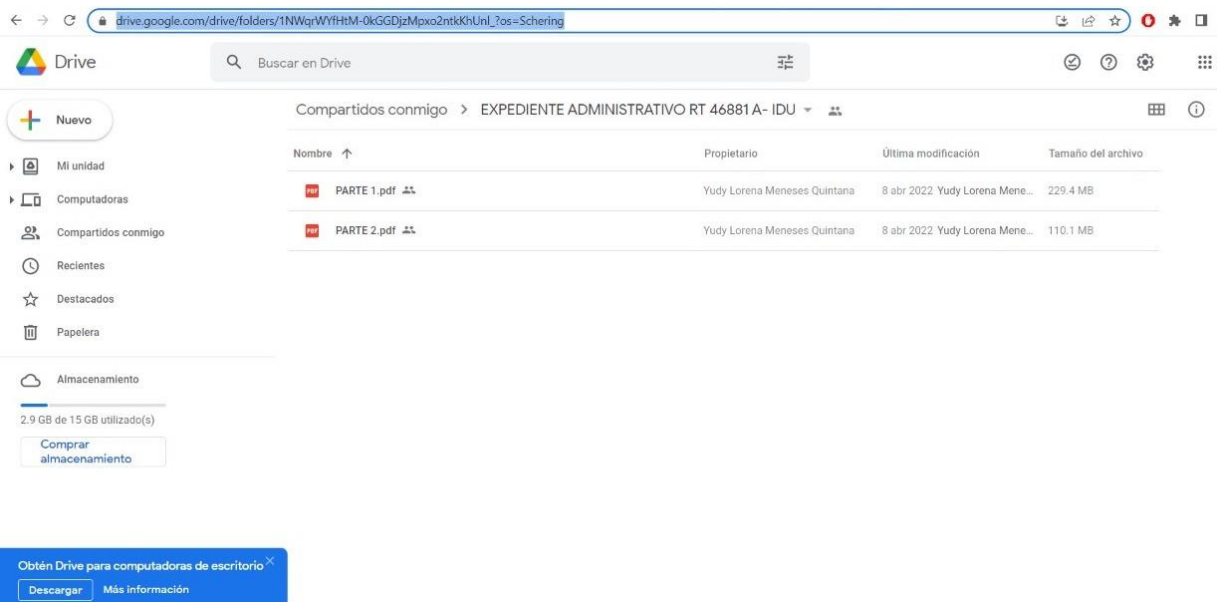 drive.google.com/drive/folders/1NWqrWYfHtM-0kGGDjzMpxo2ntkKhUnl_?os=Schering
Drive
Buscar en Drive
Nuevo
Compartidos conmigo > EXPEDIENTE ADMINISTRATIVO RT 46881 A- IDU
Nombre Propietario Última modificación Tamaño del archivo
Mi unidad
PARTE 1.pdf Yudy Lorena Meneses Quintana 8 abr 2022 Yudy Lorena Mene... 229.4 MB
Computadoras
PARTE 2.pdf Yudy Lorena Meneses Quintana 8 abr 2022 Yudy Lorena Mene... 110.1 MB
Compartidos conmigo
Recientes
Destacados
Papelera
Almacenamiento
2.9 GB de 15 GB utilizado(s)
Comprar
almacenamiento
Obtén Drive para computadoras de escritorio
Descargar Más información